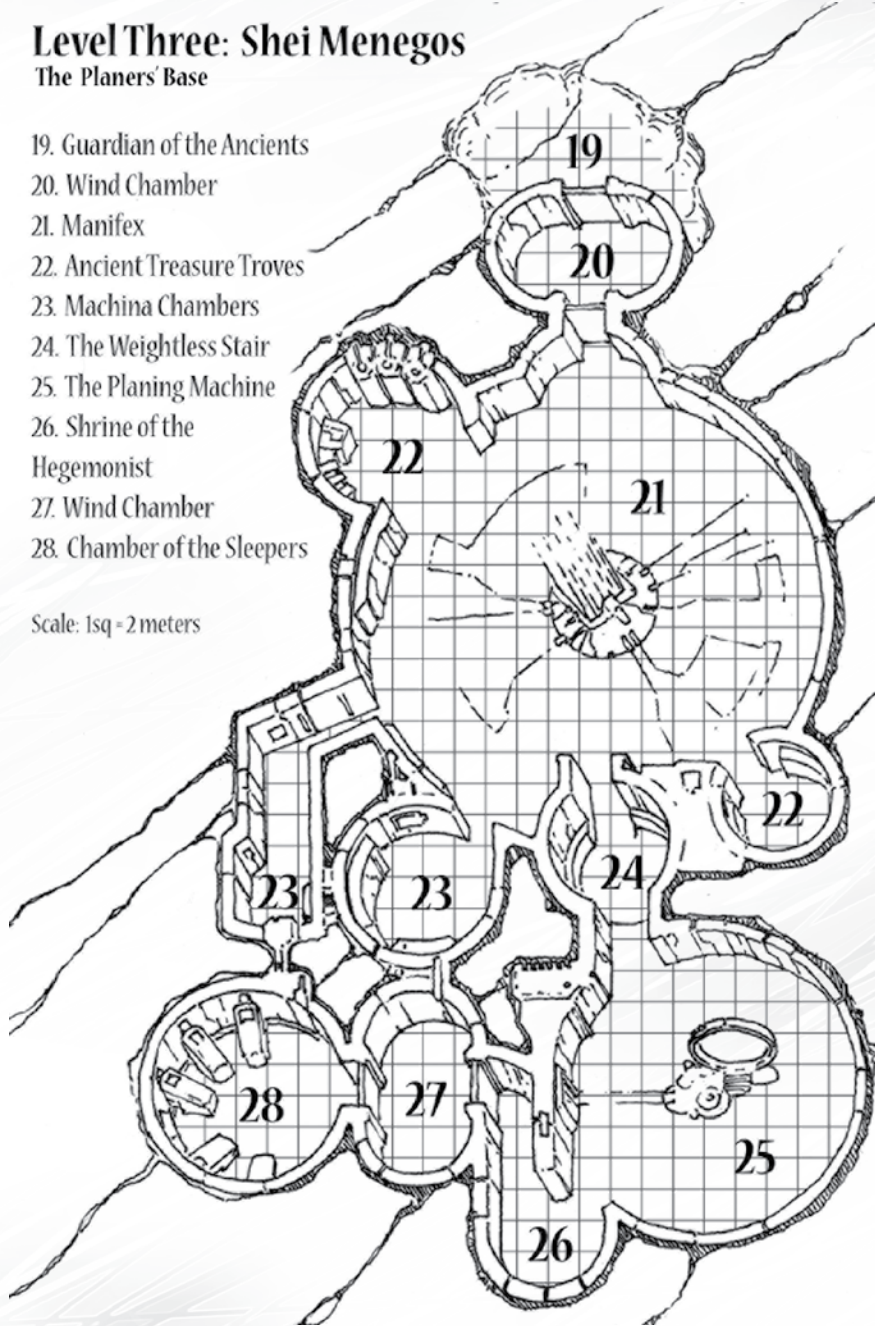 Level Three: Shei Menegos
The Planers' Base
19. Guardian of the Ancients
20. Wind Chamber
21. Manifex
22. Ancient Treasure Troves
23. Machina Chambers
24. The Weightless Stair
25. The Planing Machine
26. Shrine of the
Hegemonist
27. Wind Chamber
28. Chamber of the Sleepers
Scale: 1sq = 2 meters
19
20
22
21
22
24
23
23
28
27
25
26